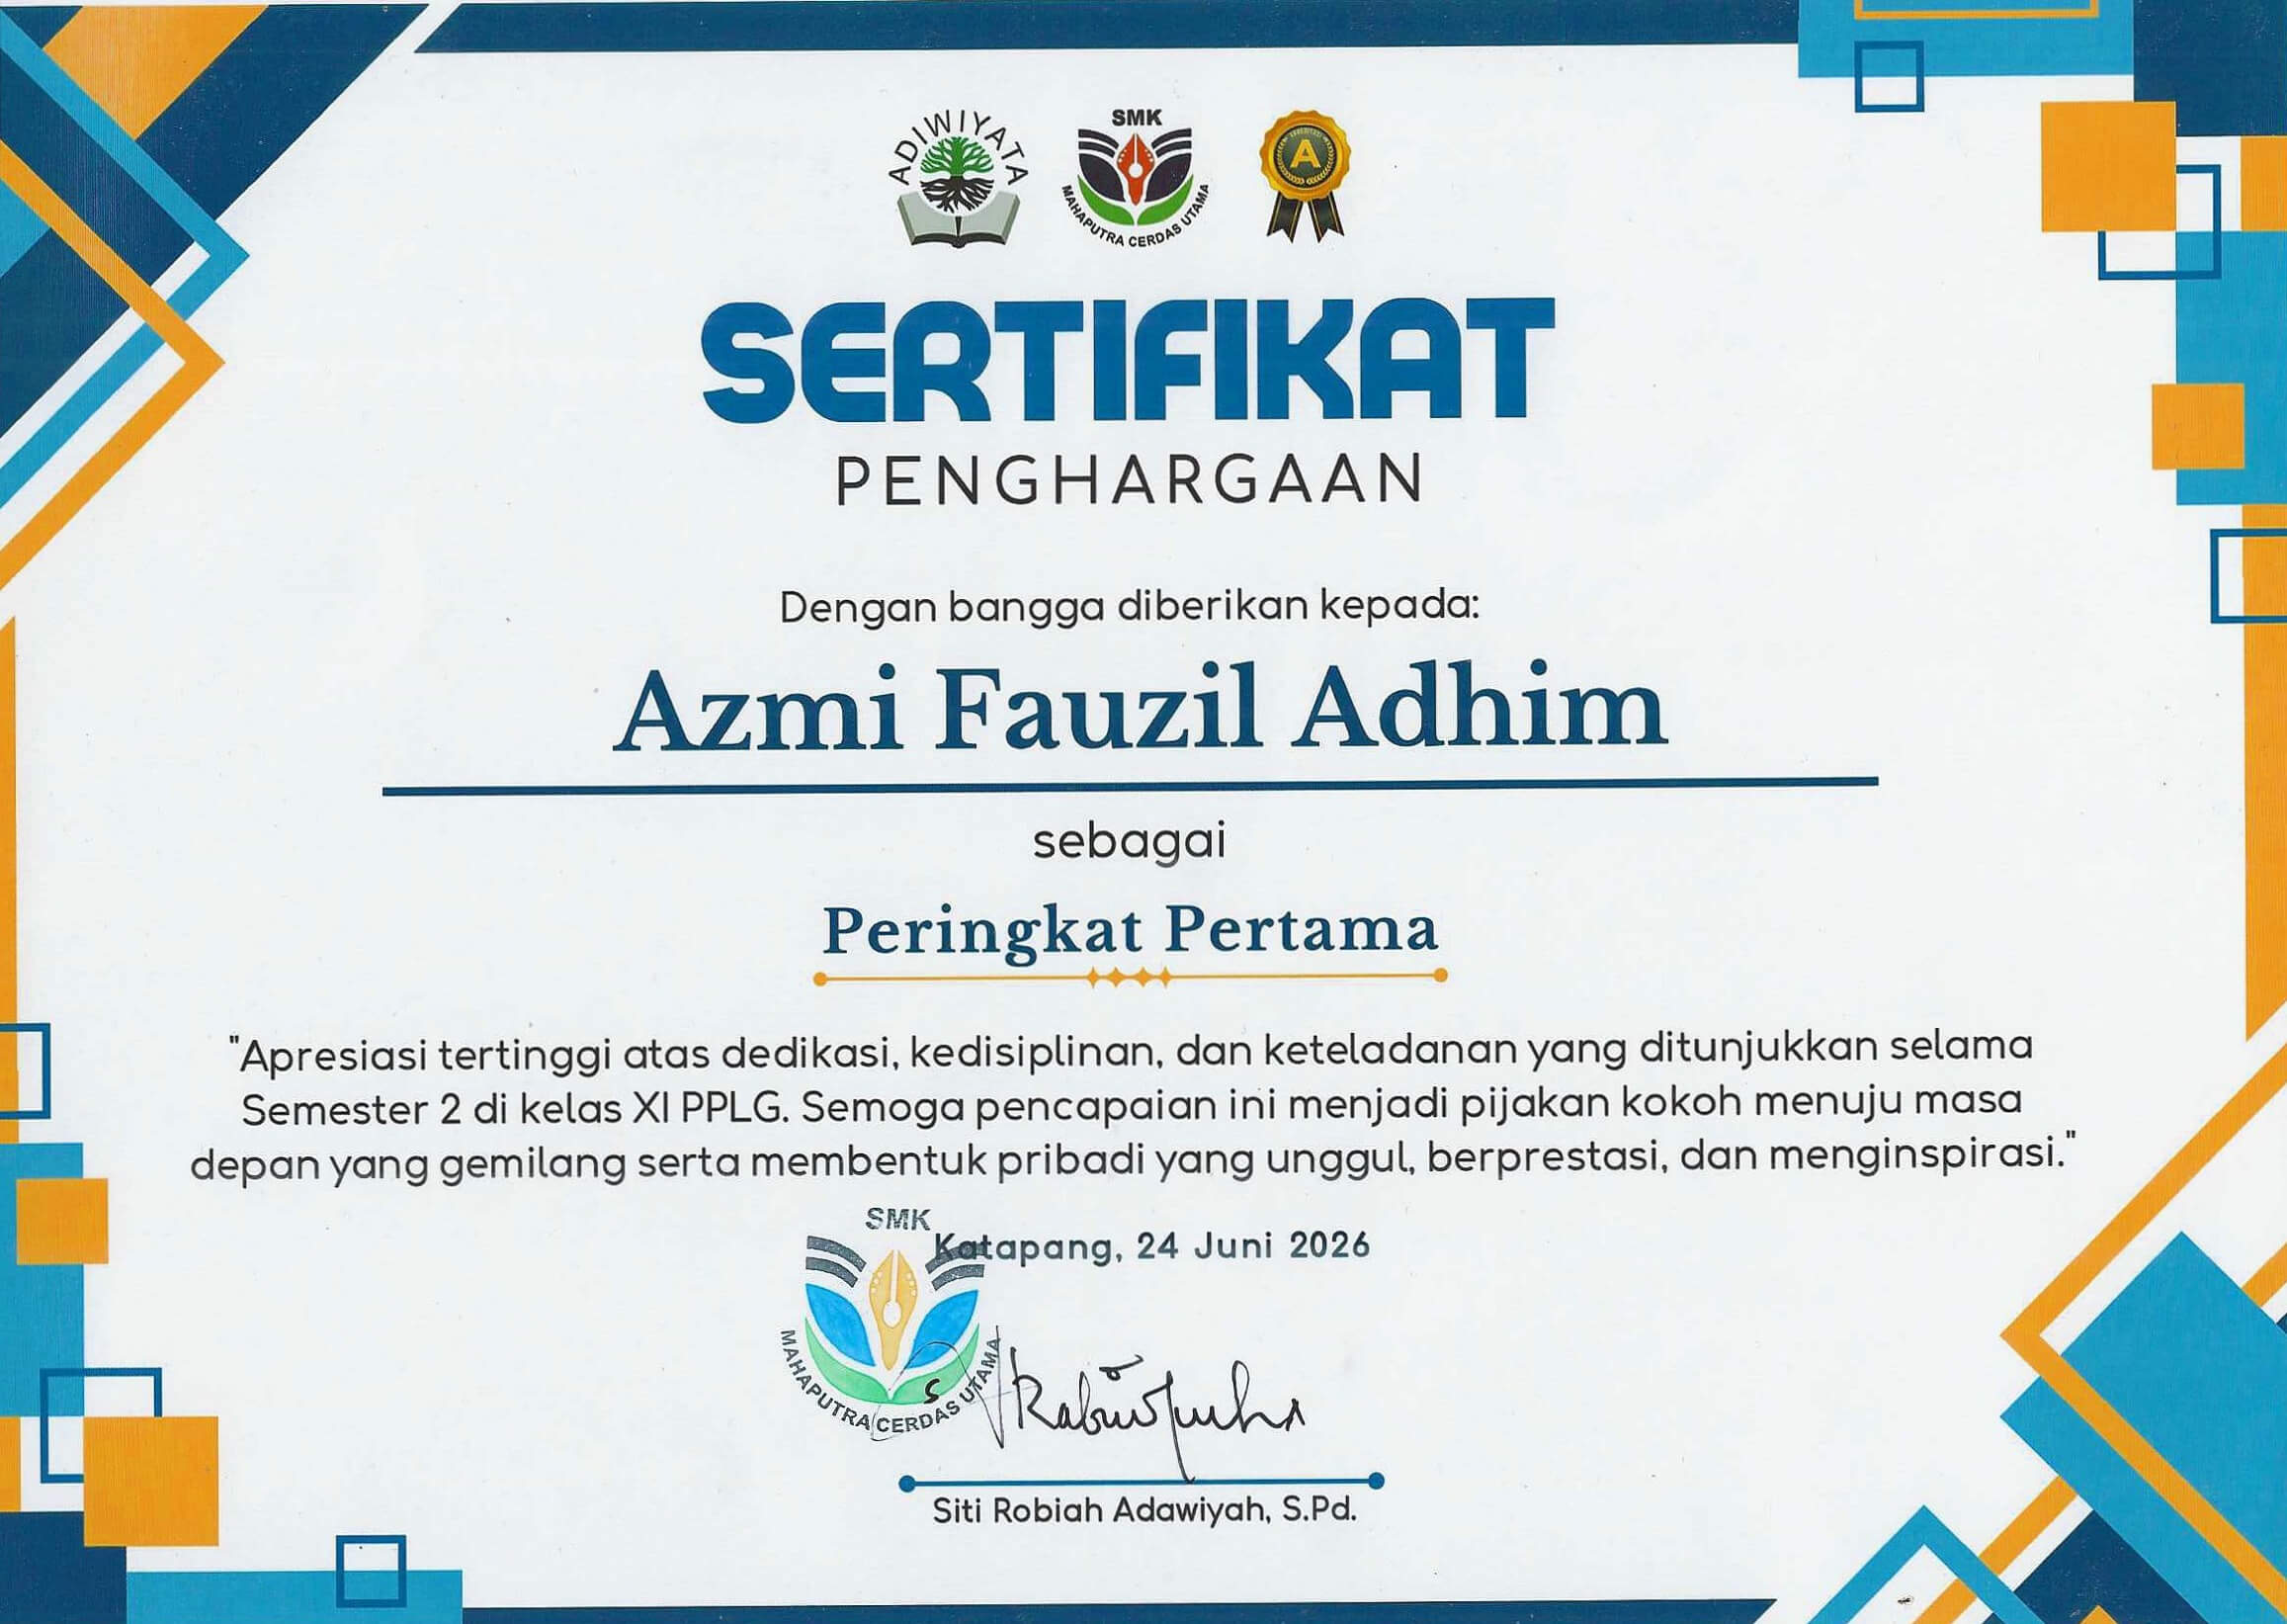 ADIWIYATA
SMK
MAHAPUTRA CERDAS UTAMA
A
SERTIFIKAT
PENGHARGAAN
Dengan bangga diberikan kepada:
Azmi Fauzil Adhim
sebagai
Peringkat Pertama
"Apresiasi tertinggi atas dedikasi, kedisiplinan, dan keteladanan yang ditunjukkan selama
Semester 2 di kelas XI PPLG. Semoga pencapaian ini menjadi pijakan kokoh menuju masa
depan yang gemilang serta membentuk pribadi yang unggul, berprestasi, dan menginspirasi."
SMK
Katapang, 24 Juni 2026
MAHAPUTRA CERDAS UTAMA
Siti Robiah Adawiyah, S.Pd.